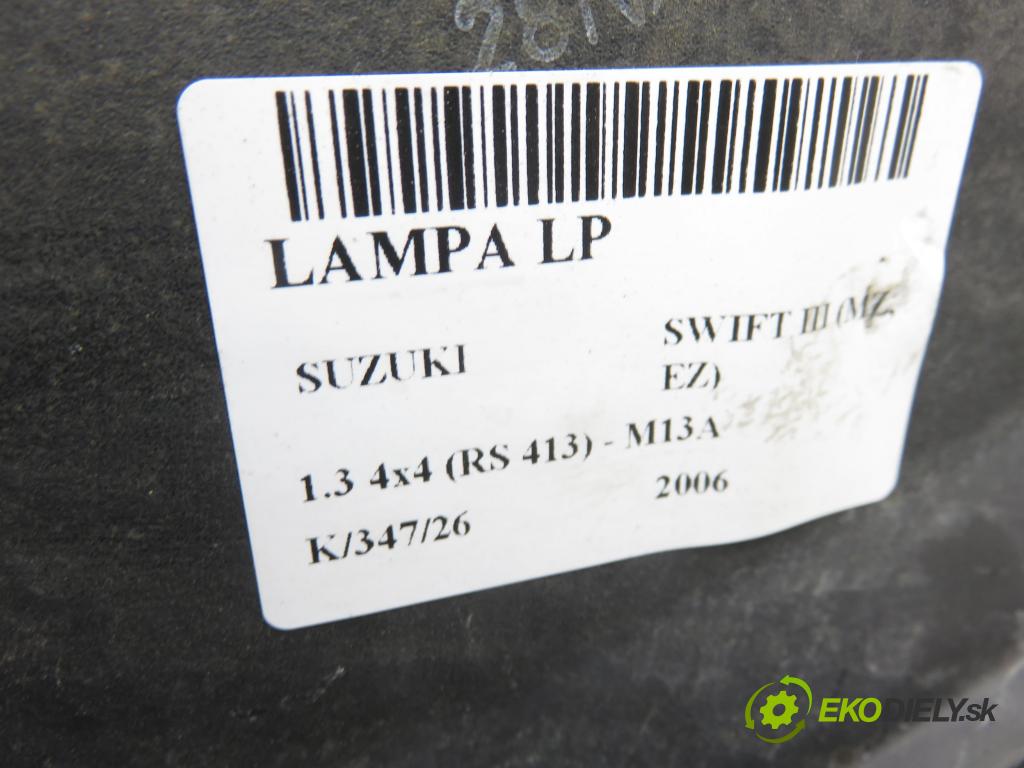 LAMPA LP
SUZUKI
SWIFT III (MZ,
EZ)
1.3 4x4 (RS 413) - M13A
K/347/26
2006
EKODIELY.sk